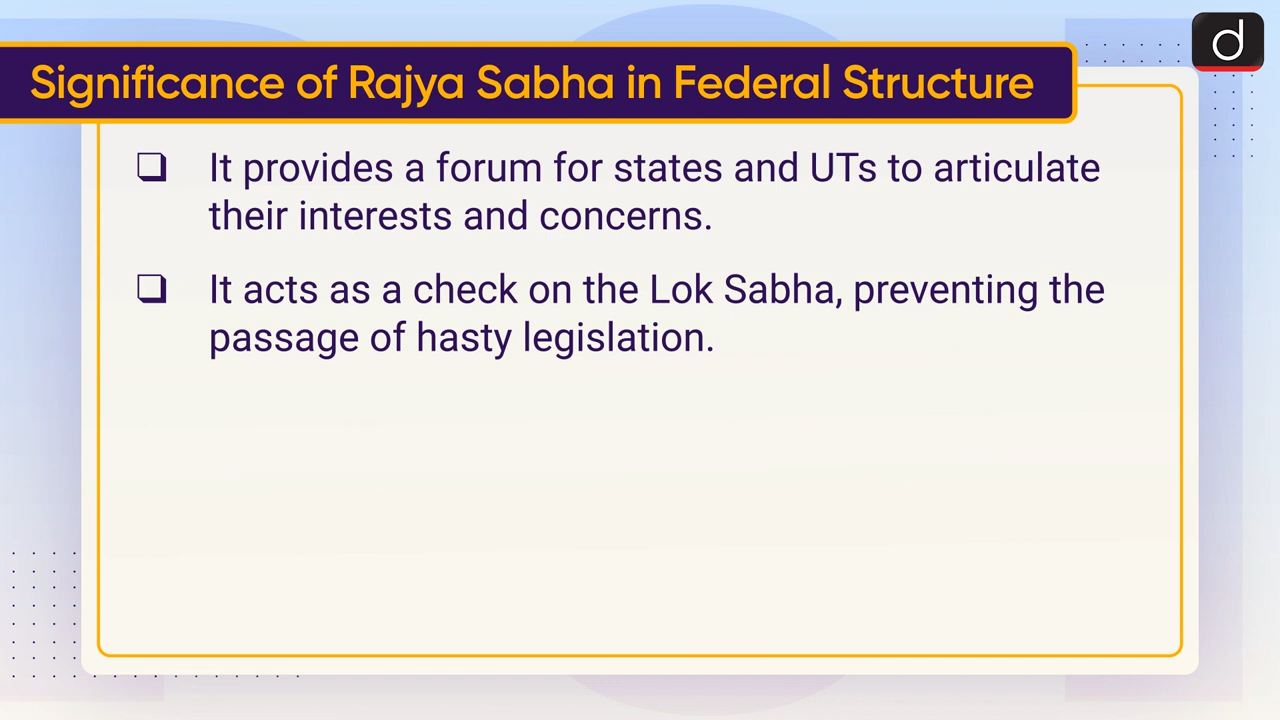 Significance of Rajya Sabha in Federal Structure
d
❑ It provides a forum for states and UTs to articulate
their interests and concerns.
❑ It acts as a check on the Lok Sabha, preventing the
passage of hasty legislation.